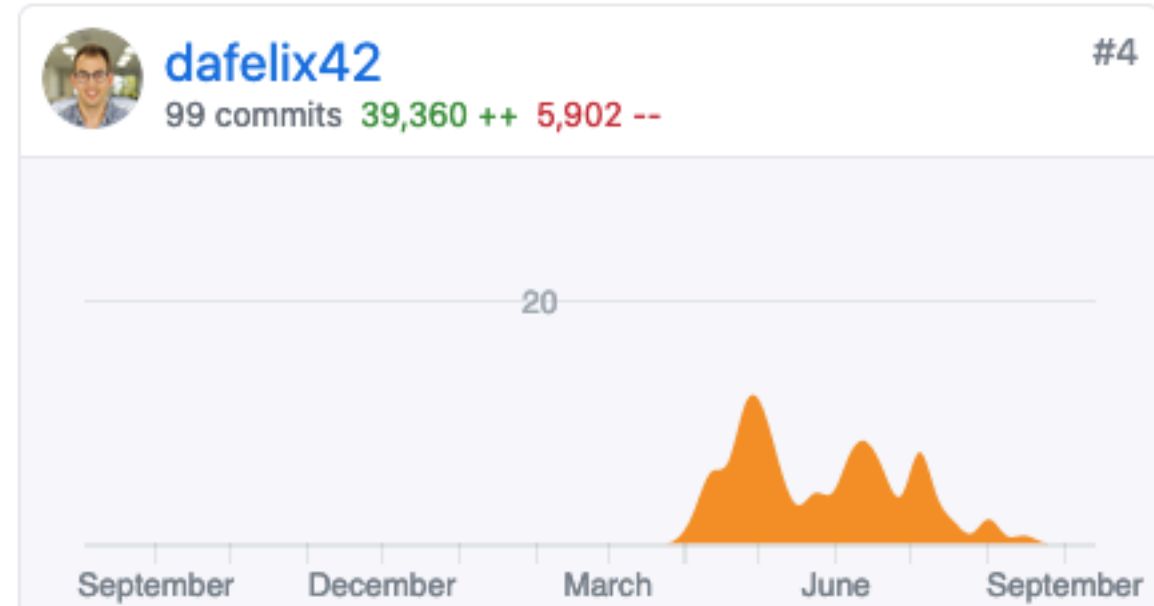 dafelix42
#4
99 commits 39,360 ++ 5,902 --
20
September December March June September